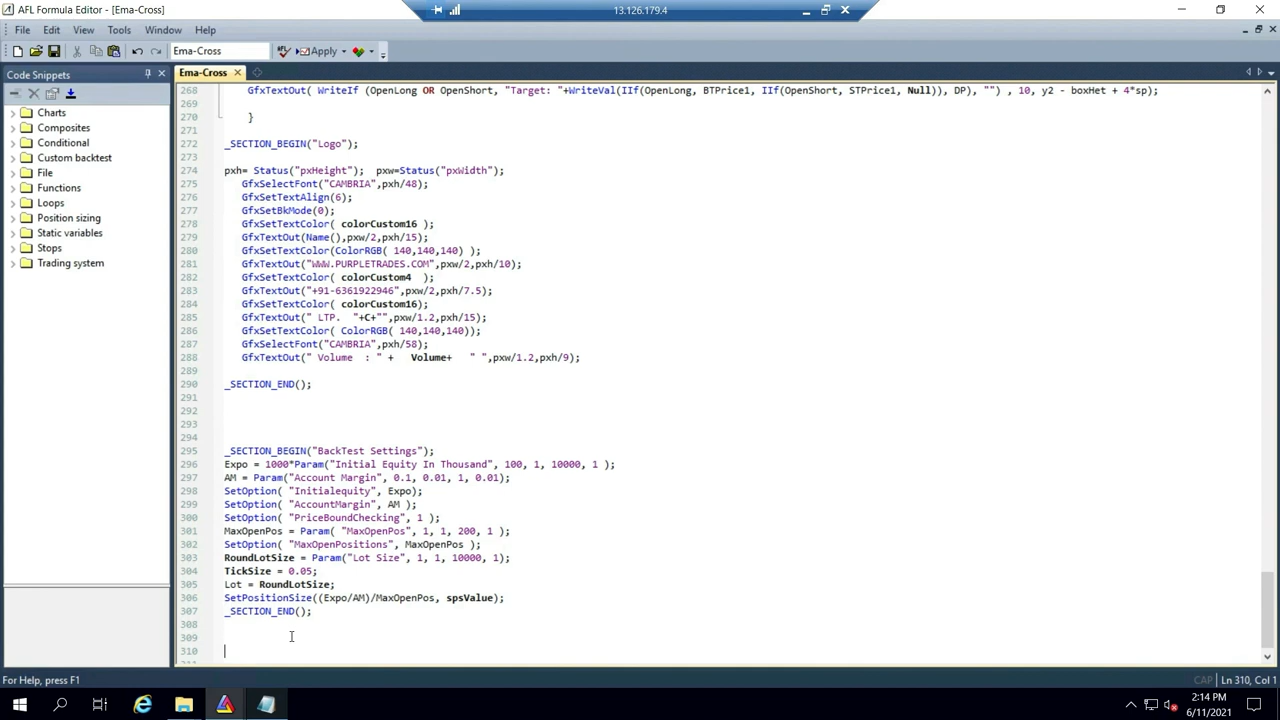 AFL Formula Editor - [Ema-Cross]
13.126.179.4
File Edit View Tools Window Help
Ema-Cross
Apply
Code Snippets
Ema-Cross
Charts
Composites
Conditional
Custom backtest
File
Functions
Loops
Position sizing
Static variables
Stops
Trading system
268 GfxTextOut( WriteIf (OpenLong OR OpenShort, "Target: "+WriteVal(IIf(OpenLong, BTPrice1, IIf(OpenShort, STPrice1, Null)), DP), "") , 10, y2 - boxHet + 4*sp);
269
270 }
271
272 _SECTION_BEGIN("Logo");
273
274 pxh= Status("pxHeight"); pxw=Status("pxWidth");
275 GfxSelectFont("CAMBRIA",pxh/48);
276 GfxSetTextAlign(6);
277 GfxSetBkMode(0);
278 GfxSetTextColor( colorCustom16 );
279 GfxTextOut(Name(),pxw/2,pxh/15);
280 GfxSetTextColor(ColorRGB( 140,140,140) );
281 GfxTextOut("WWW.PURPLETRADES.COM",pxw/2,pxh/10);
282 GfxSetTextColor( colorCustom4 );
283 GfxTextOut("+91-6361922946",pxw/2,pxh/7.5);
284 GfxSetTextColor( colorCustom16);
285 GfxTextOut(" LTP. "+C+"",pxw/1.2,pxh/15);
286 GfxSetTextColor( ColorRGB( 140,140,140));
287 GfxSelectFont("CAMBRIA",pxh/58);
288 GfxTextOut(" Volume : " + Volume+ " ",pxw/1.2,pxh/9);
289
290 _SECTION_END();
291
292
293
294
295 _SECTION_BEGIN("BackTest Settings");
296 Expo = 1000*Param("Initial Equity In Thousand", 100, 1, 10000, 1 );
297 AM = Param("Account Margin", 0.1, 0.01, 1, 0.01);
298 SetOption( "Initialequity", Expo);
299 SetOption( "AccountMargin", AM );
300 SetOption( "PriceBoundChecking", 1 );
301 MaxOpenPos = Param( "MaxOpenPos", 1, 1, 200, 1 );
302 SetOption( "MaxOpenPositions", MaxOpenPos );
303 RoundLotSize = Param("Lot Size", 1, 1, 10000, 1);
304 TickSize = 0.05;
305 Lot = RoundLotSize;
306 SetPositionSize((Expo/AM)/MaxOpenPos, spsValue);
307 _SECTION_END();
308
309
310
311
For Help, press F1
CAP Ln 310, Col 1
2:14 PM
6/11/2021